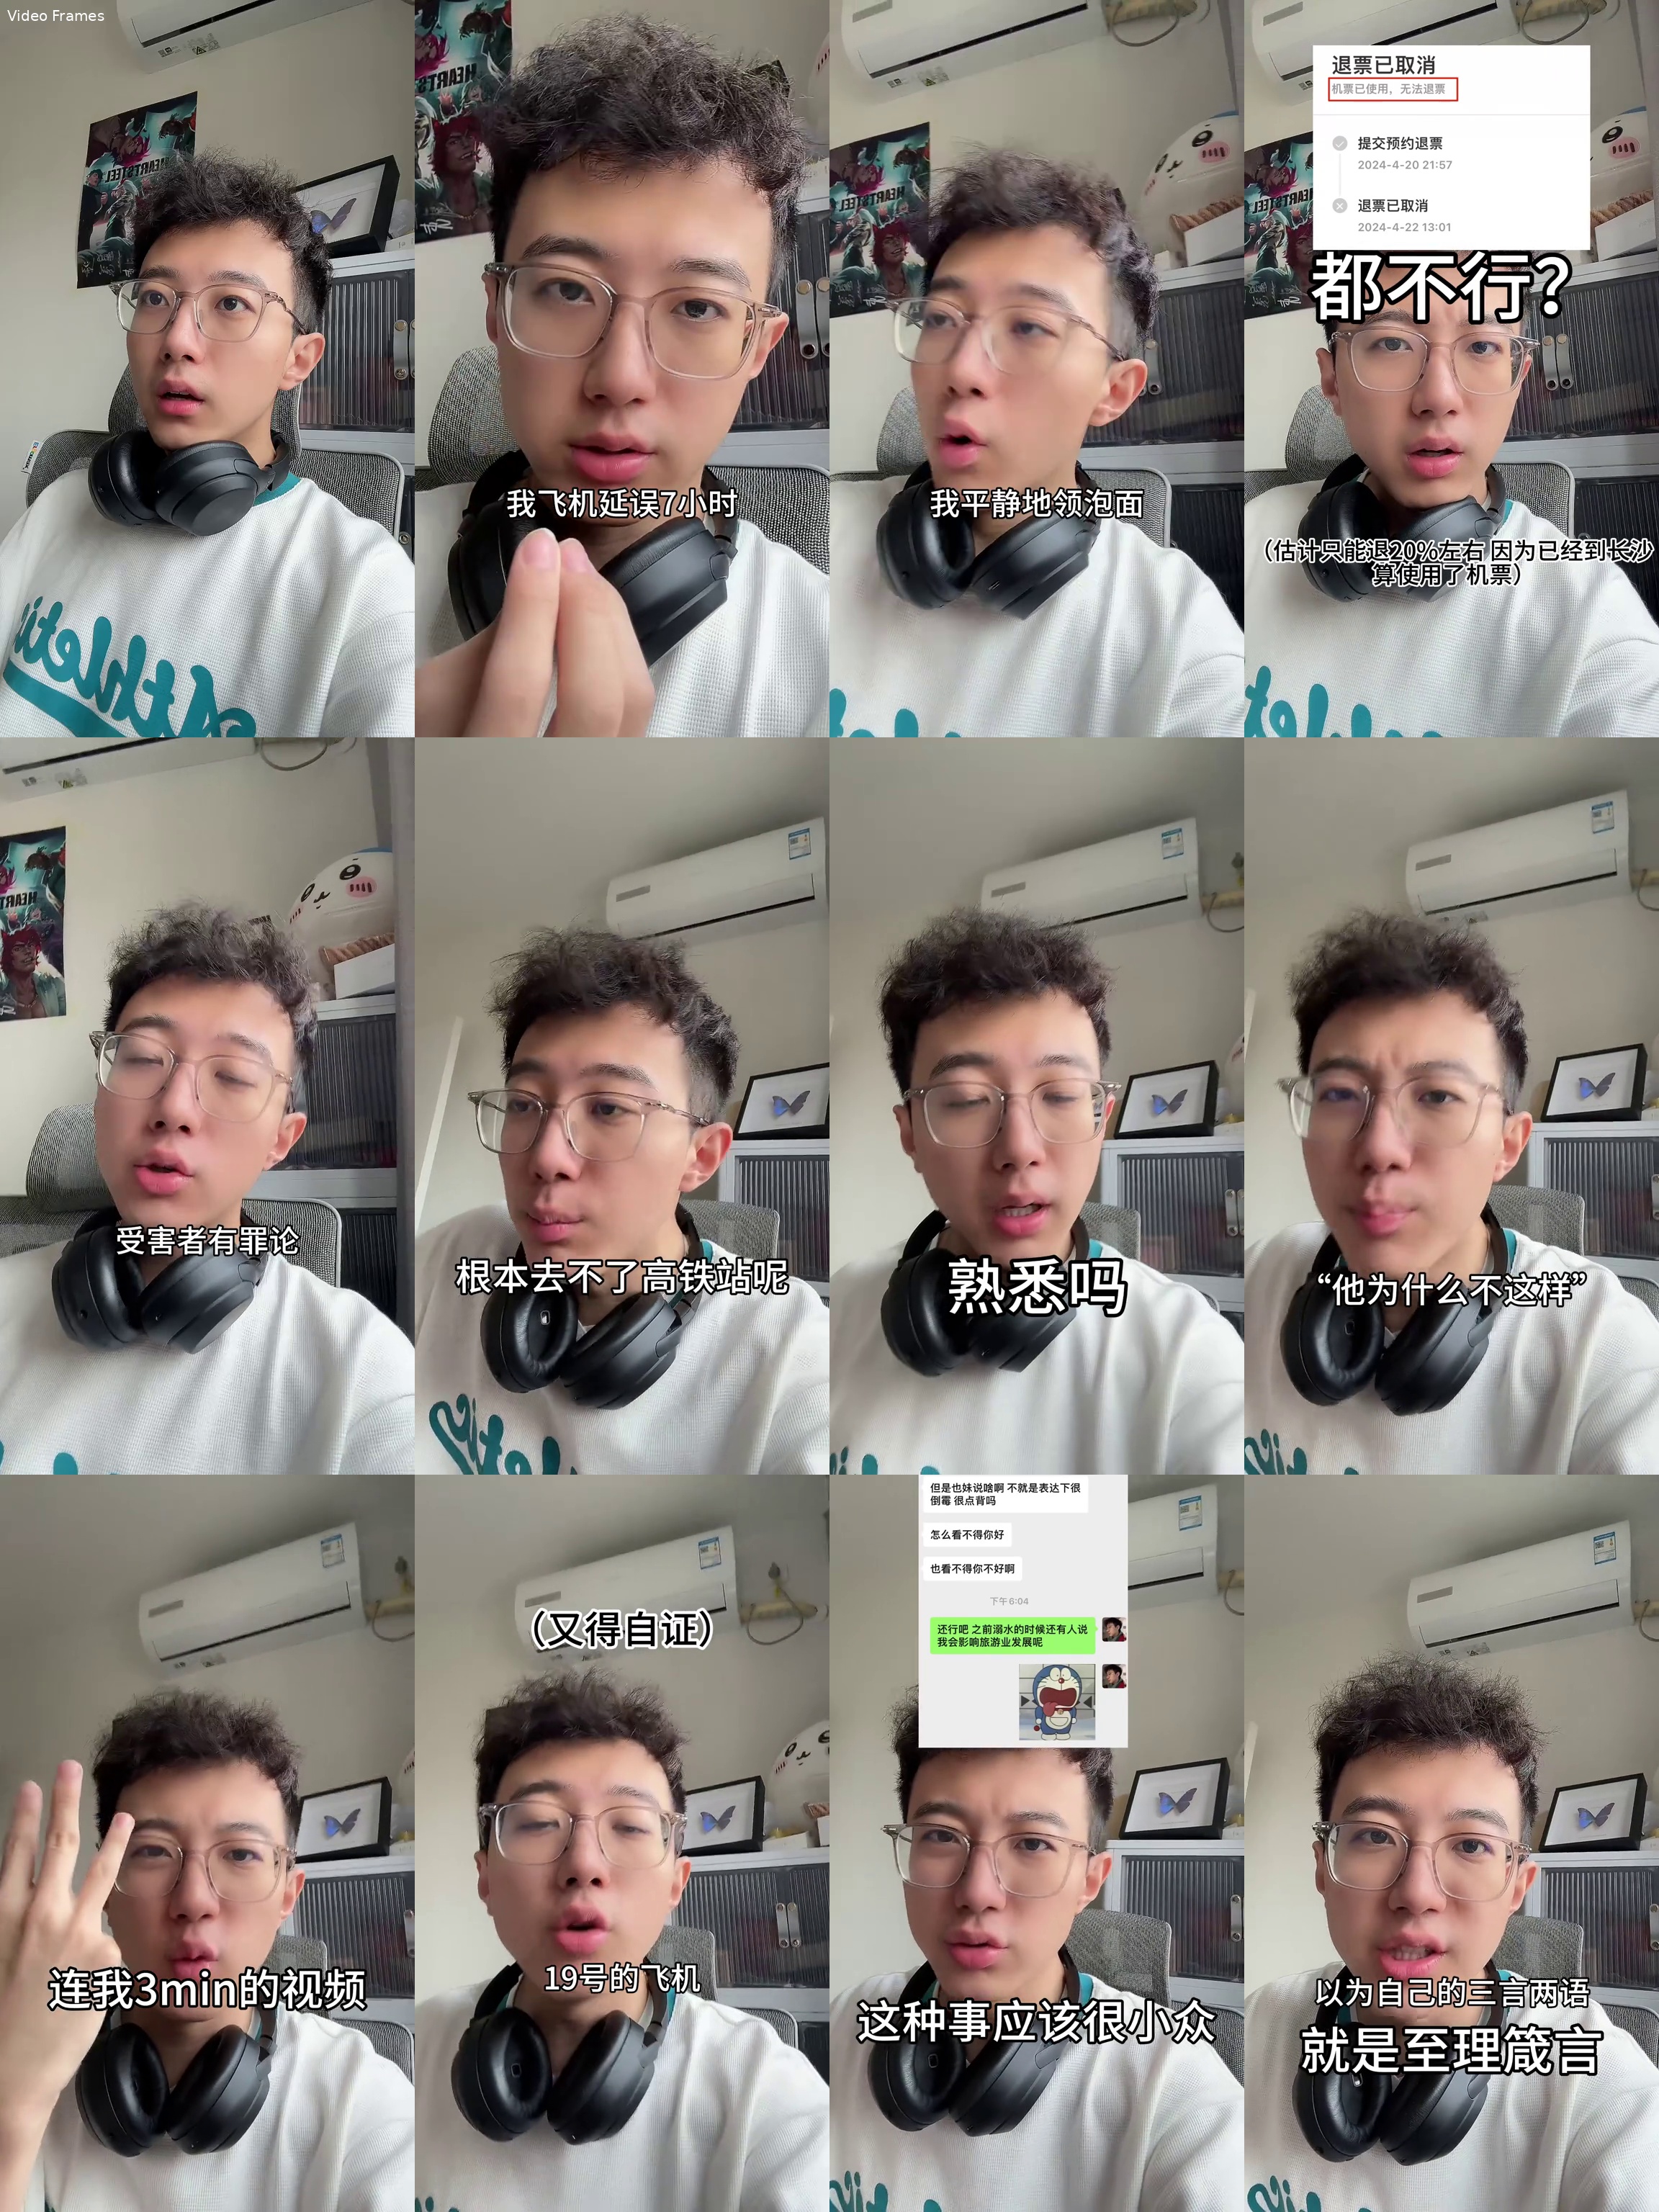 Video Frames
HEARTSTEEL
Athleti
HEARTS
我飞机延误7小时
HEARTSTEEL
我平静地领泡面
退票已取消
机票已使用，无法退票
提交预约退票
2024-4-20 21:57
退票已取消
2024-4-22 13:01
都不行？
（估计只能退20%左右 因为已经到长沙
算使用了机票）
HEARTS
受害者有罪论
根本去不了高铁站呢
熟悉吗
“他为什么不这样”
连我3min的视频
（又得自证）
19号的飞机
但是也妹说啥啊 不就是表达下很
倒霉 很点背吗
怎么看不得你好
也看不得你不好啊
下午6:04
还行吧 之前溺水的时候还有人说
我会影响旅游业发展呢
这种事应该很小众
以为自己的三言两语
就是至理箴言